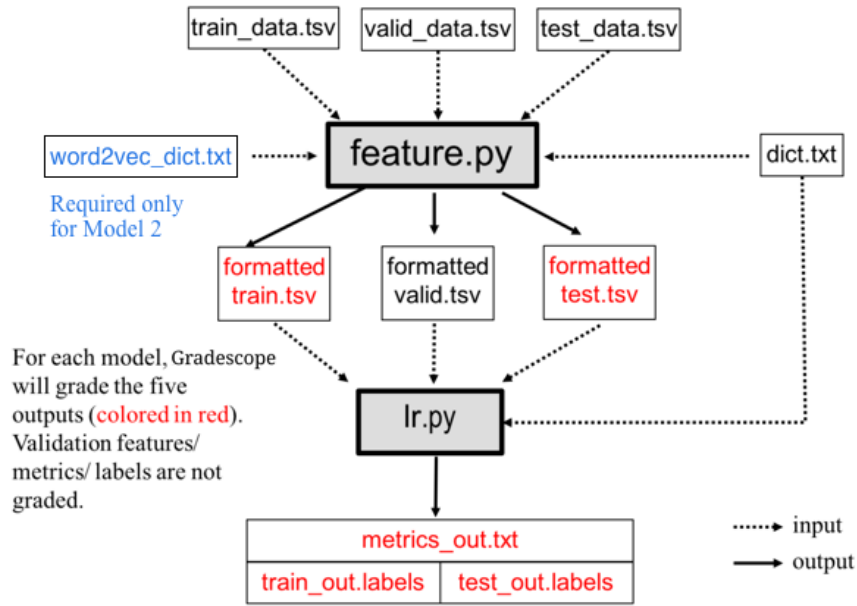 train_data.tsv
valid_data.tsv
test_data.tsv
word2vec_dict.txt
feature.py
dict.txt
Required only
for Model 2
formatted
train.tsv
formatted
valid.tsv
formatted
test.tsv
For each model, Gradescope
will grade the five
outputs (colored in red).
Validation features/
metrics/ labels are not
graded.
lr.py
metrics_out.txt
train_out.labels
test_out.labels
input
output